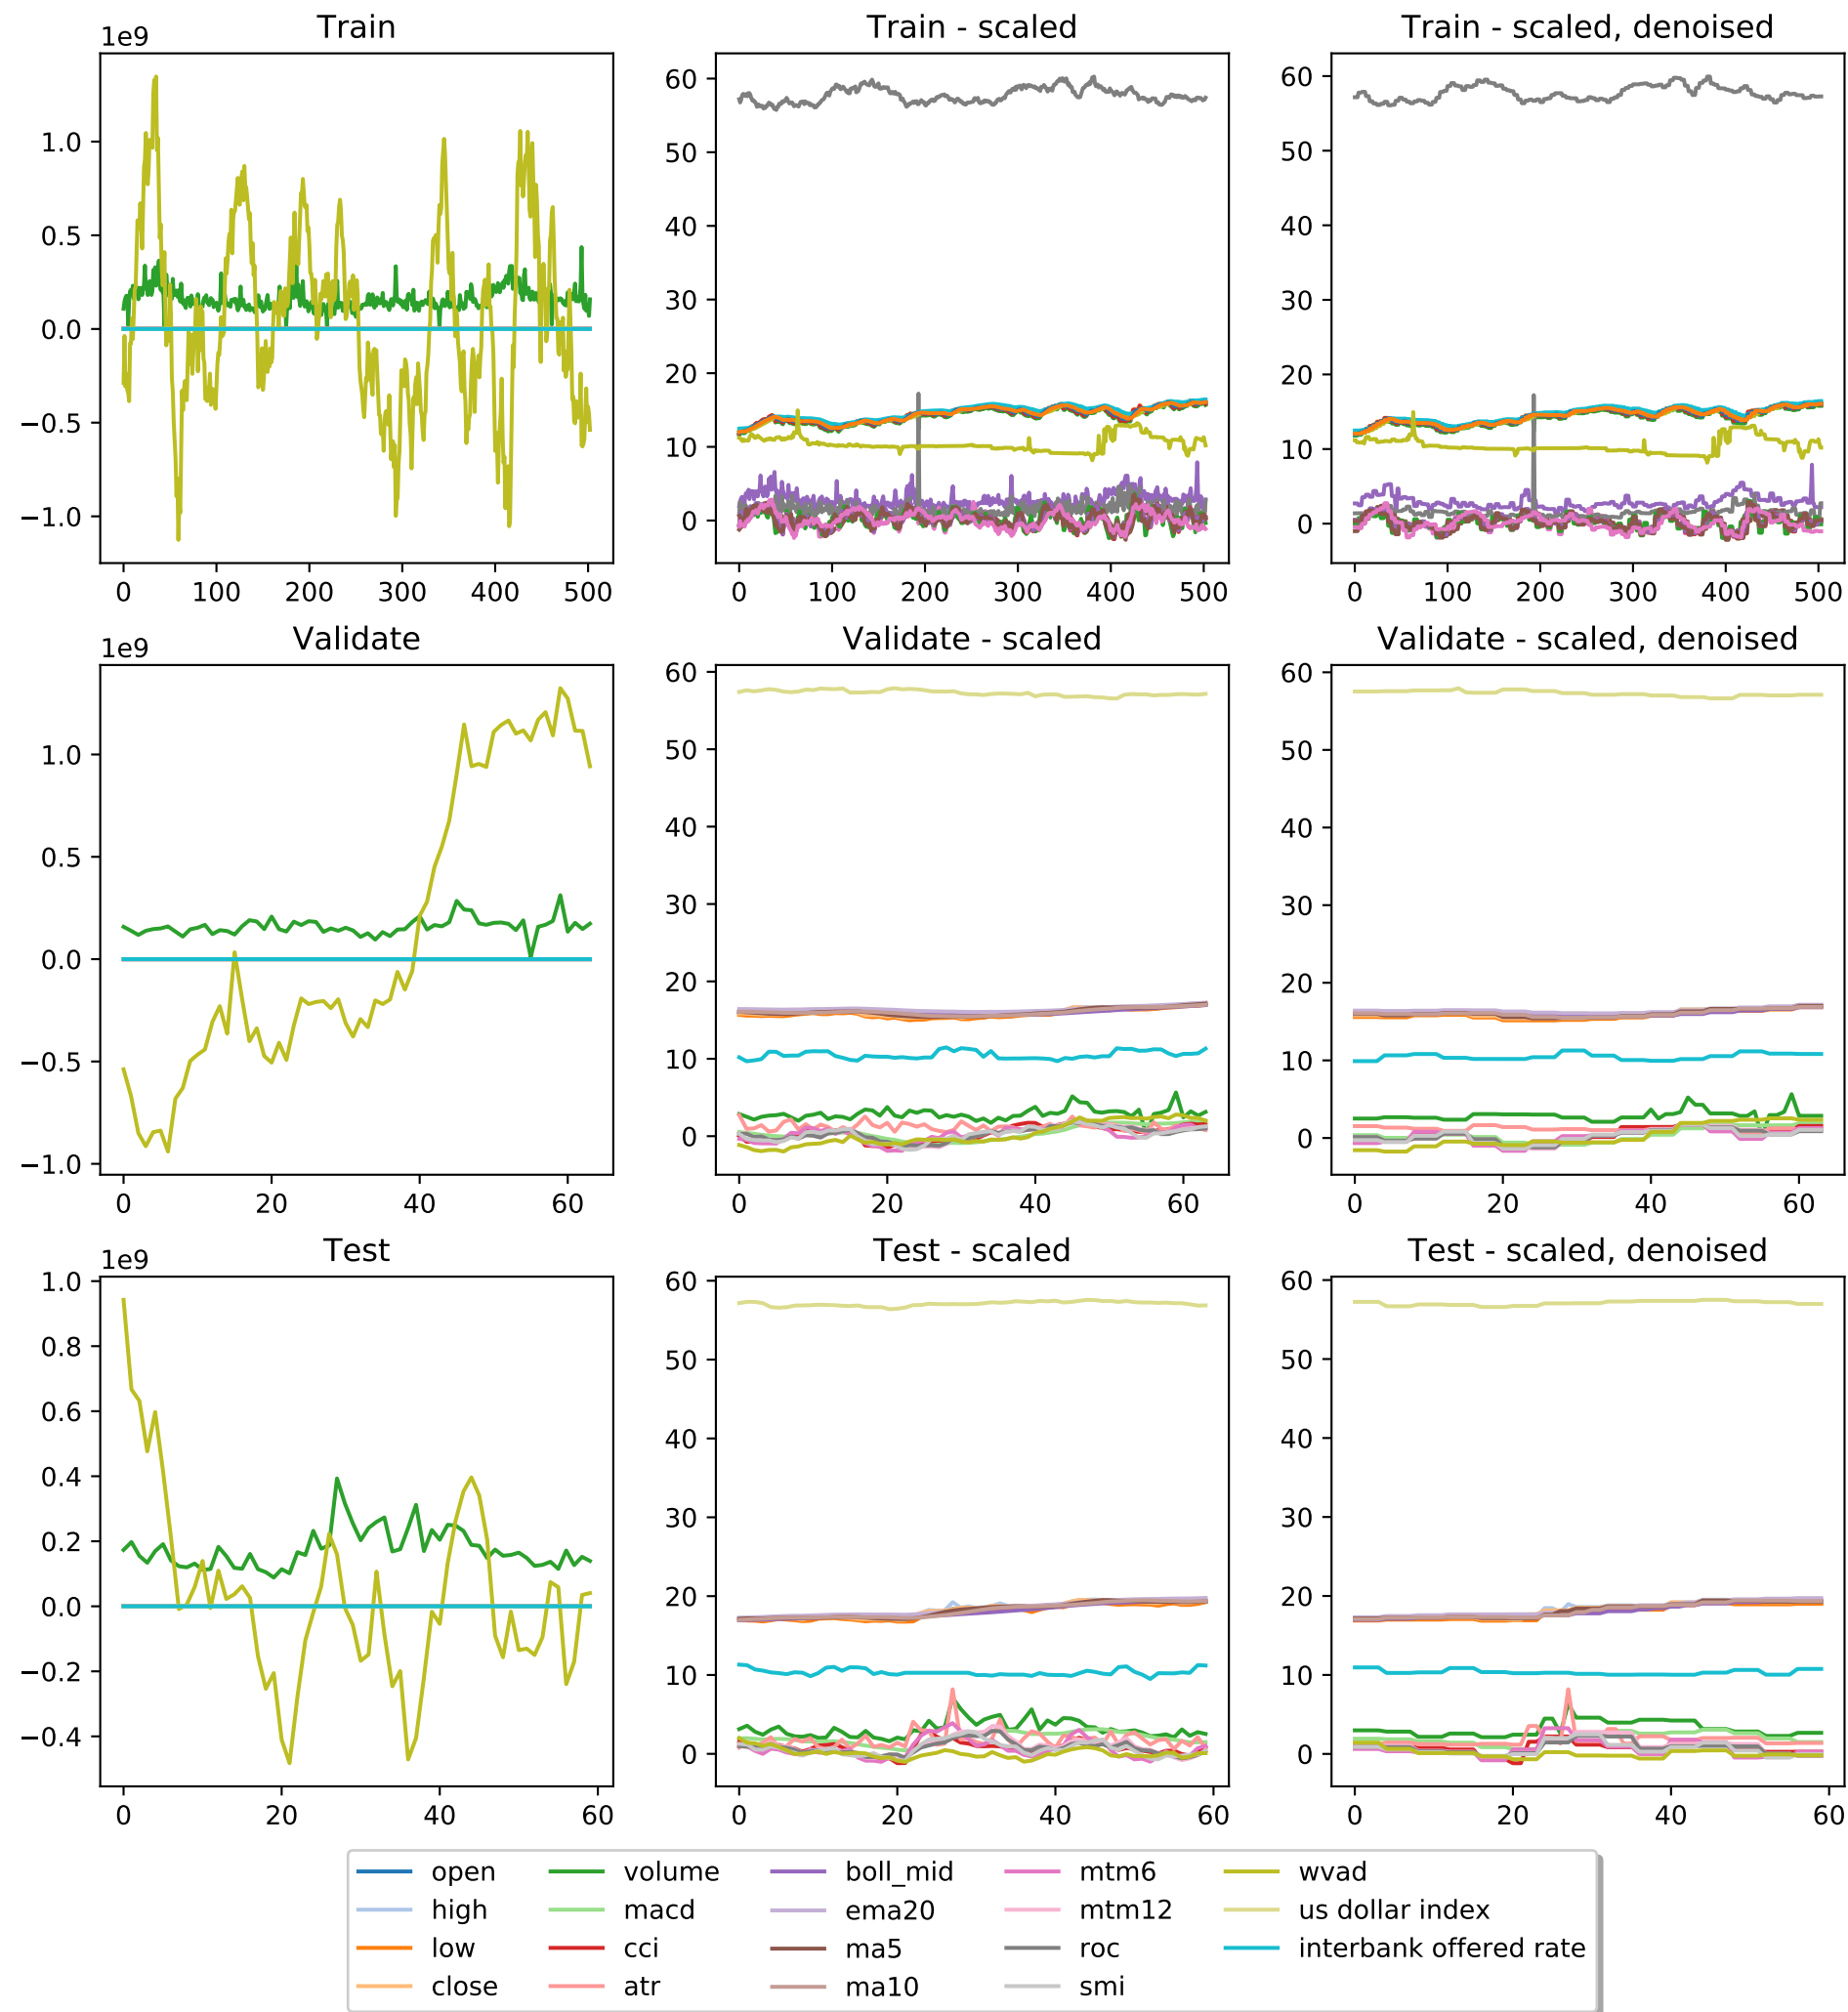 Train
Train - scaled
Train - scaled, denoised
1e9
1.0
0.5
0.0
−0.5
−1.0
0 100 200 300 400 500
60
50
40
30
20
10
0
0 100 200 300 400 500
60
50
40
30
20
10
0
0 100 200 300 400 500
Validate
Validate - scaled
Validate - scaled, denoised
1e9
1.0
0.5
0.0
−0.5
−1.0
0 20 40 60
60
50
40
30
20
10
0
0 20 40 60
60
50
40
30
20
10
0
0 20 40 60
Test
Test - scaled
Test - scaled, denoised
1e9
1.0
0.8
0.6
0.4
0.2
0.0
−0.2
−0.4
0 20 40 60
60
50
40
30
20
10
0
0 20 40 60
60
50
40
30
20
10
0
0 20 40 60
open
high
low
close
volume
macd
cci
atr
boll_mid
ema20
ma5
ma10
mtm6
mtm12
roc
smi
wvad
us dollar index
interbank offered rate